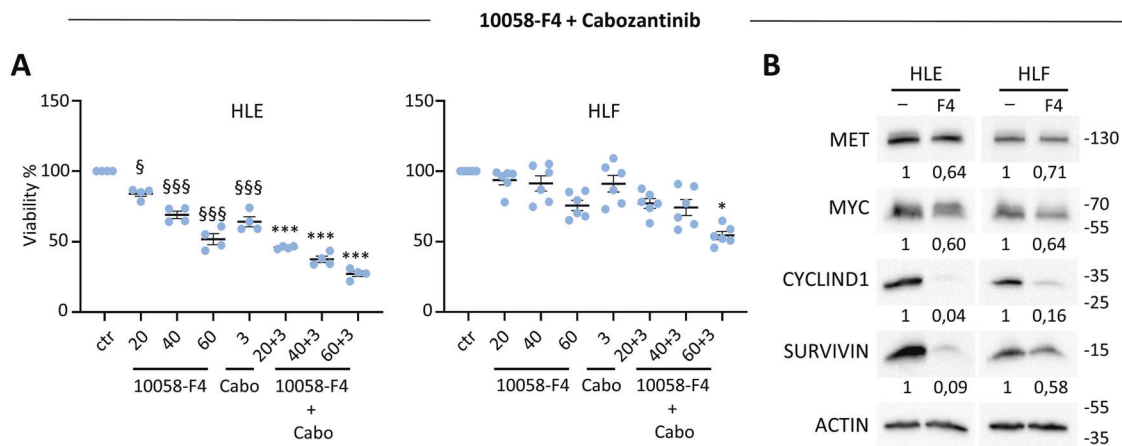 10058-F4 + Cabozantinib
A
HLE
Viability %
150
100
50
0
§
§§§
§§§
§§§
***
***
***
ctr
20
40
60
3
20+3
40+3
60+3
10058-F4
Cabo
10058-F4
+
Cabo
HLF
150
100
50
0
*
ctr
20
40
60
3
20+3
40+3
60+3
10058-F4
Cabo
10058-F4
+
Cabo
B
HLE HLF
– F4 – F4
MET -130
1 0,64 1 0,71
MYC -70
-55
1 0,60 1 0,64
CYCLIND1 -35
-25
1 0,04 1 0,16
SURVIVIN -15
1 0,09 1 0,58
ACTIN -55
-35